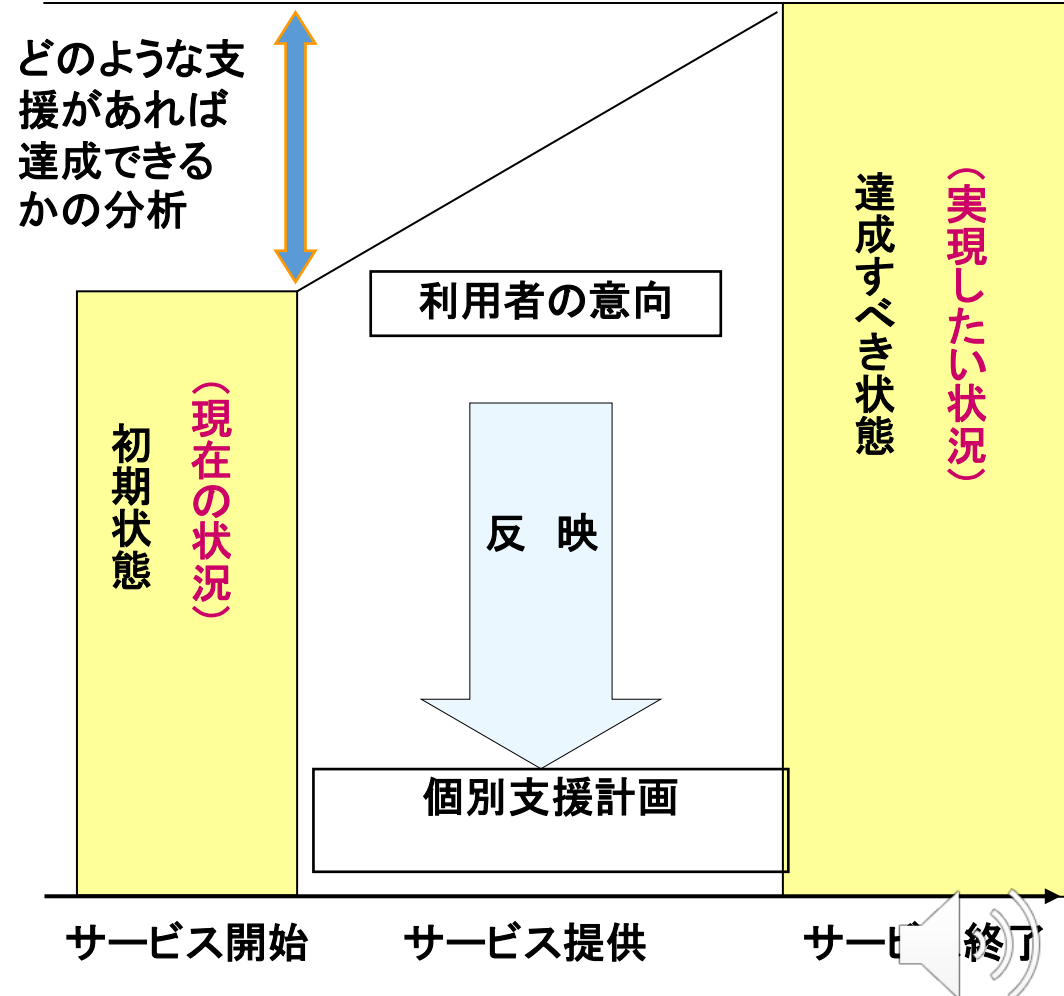 どのような支
援があれば
達成できる
かの分析
利用者の意向
初期状態
（現在の状況）
反　映
達成すべき状態
（実現したい状況）
個別支援計画
サービス開始
サービス提供
サービ 終了